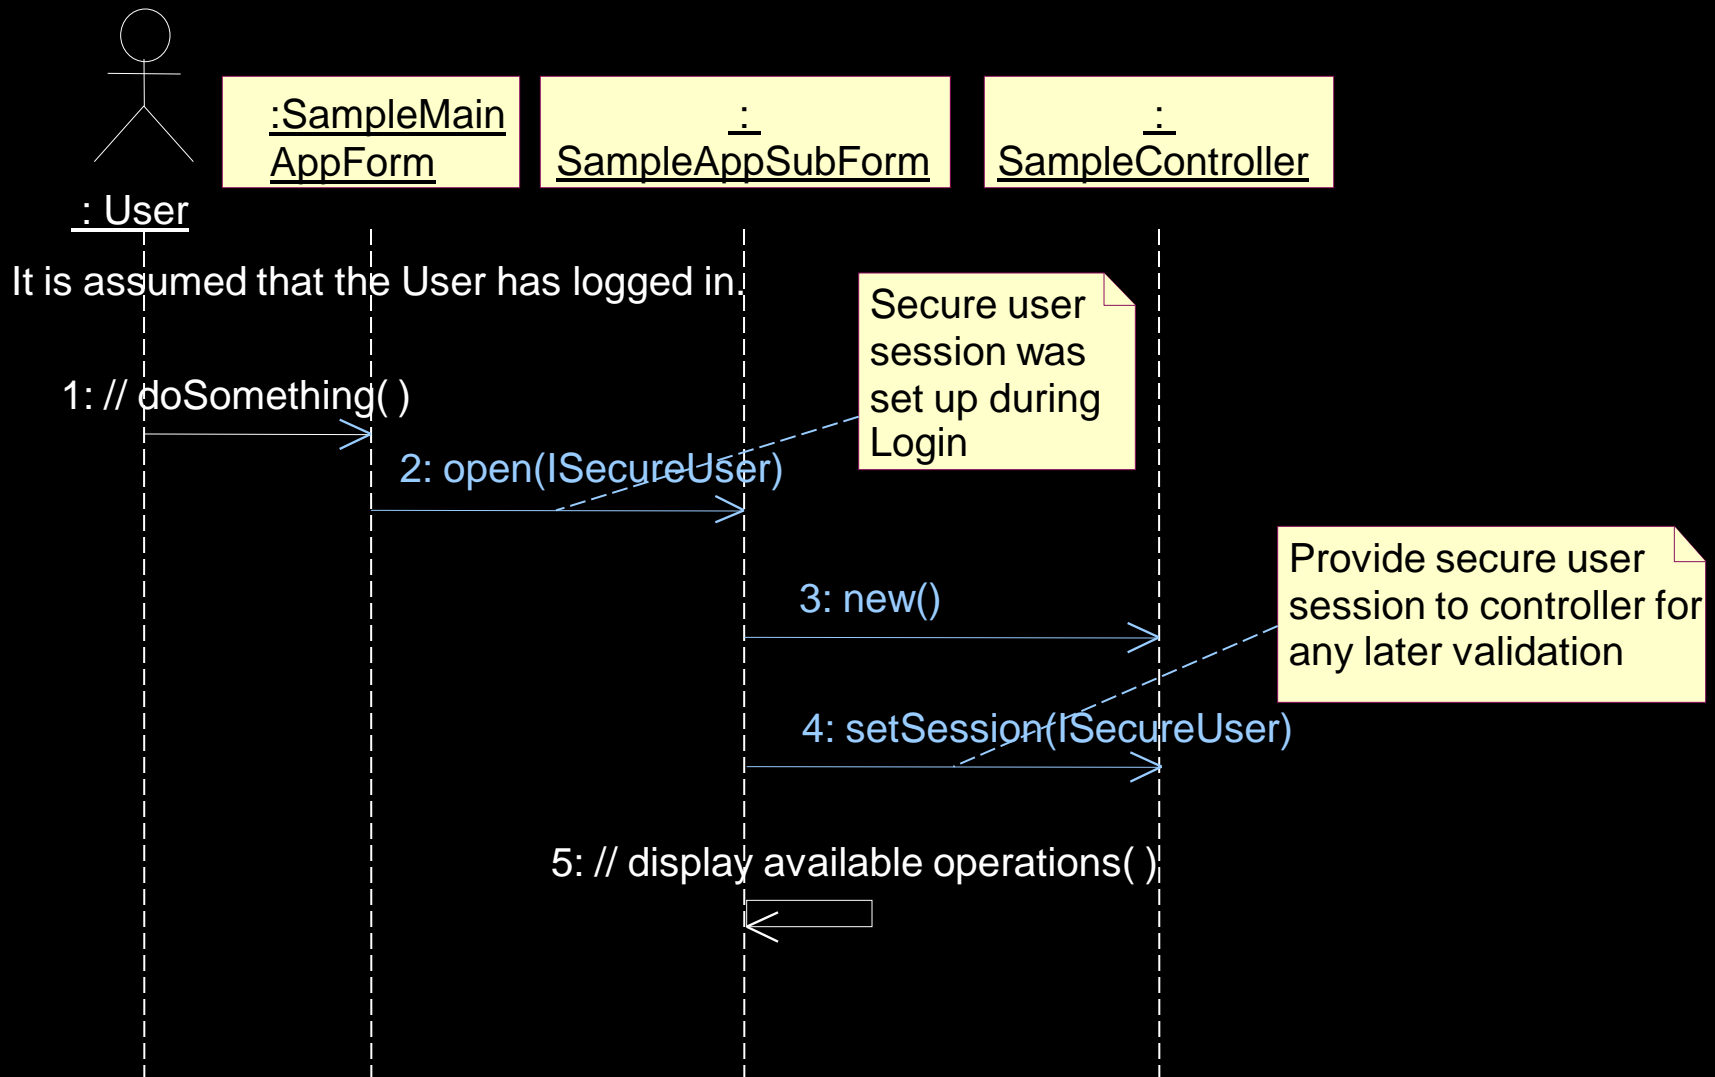 :SampleMain
AppForm
:
SampleAppSubForm
:
SampleController
: User
It is assumed that the User has logged in.
Secure user
session was
set up during
Login
1: // doSomething( )
2: open(ISecureUser)
Provide secure user
session to controller for
any later validation
3: new()
4: setSession(ISecureUser)
5: // display available operations( )